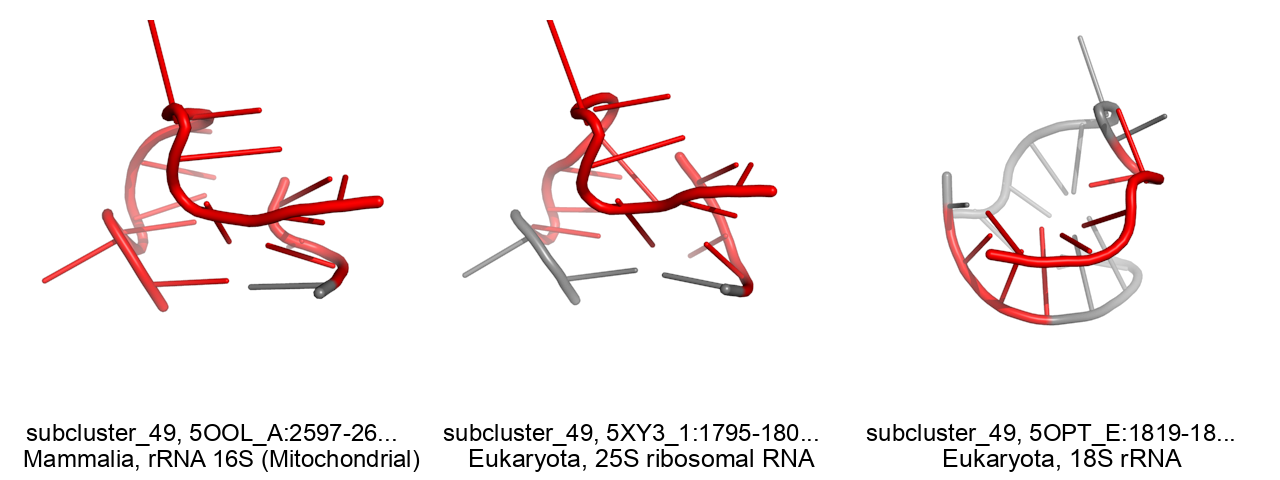 subcluster_49, 5OOL_A:2597-26...
Mammalia, rRNA 16S (Mitochondrial)
subcluster_49, 5XY3_1:1795-180...
Eukaryota, 25S ribosomal RNA
subcluster_49, 5OPT_E:1819-18...
Eukaryota, 18S rRNA